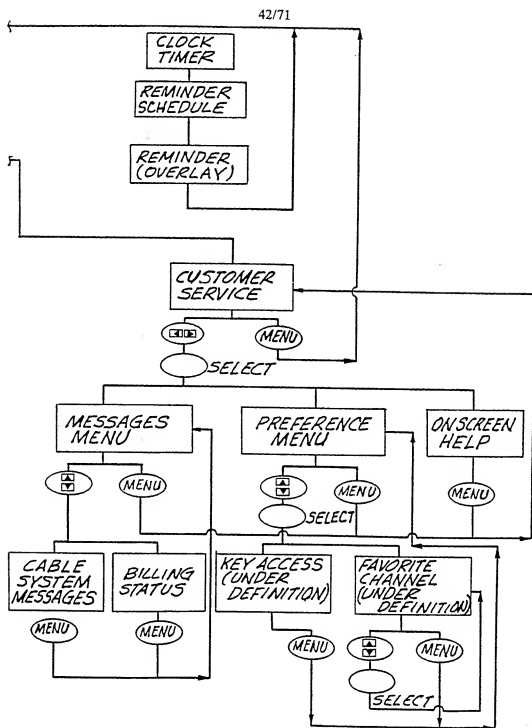 42/71
CLOCK
TIMER
REMINDER
SCHEDULE
REMINDER
(OVERLAY)
CUSTOMER
SERVICE
MENU
SELECT
MESSAGES
MENU
PREFERENCE
MENU
ON SCREEN
HELP
MENU
MENU
MENU
SELECT
CABLE
SYSTEM
MESSAGES
BILLING
STATUS
KEY ACCESS
(UNDER
DEFINITION)
FAVORITE
CHANNEL
(UNDER
DEFINITION)
MENU
MENU
MENU
MENU
SELECT